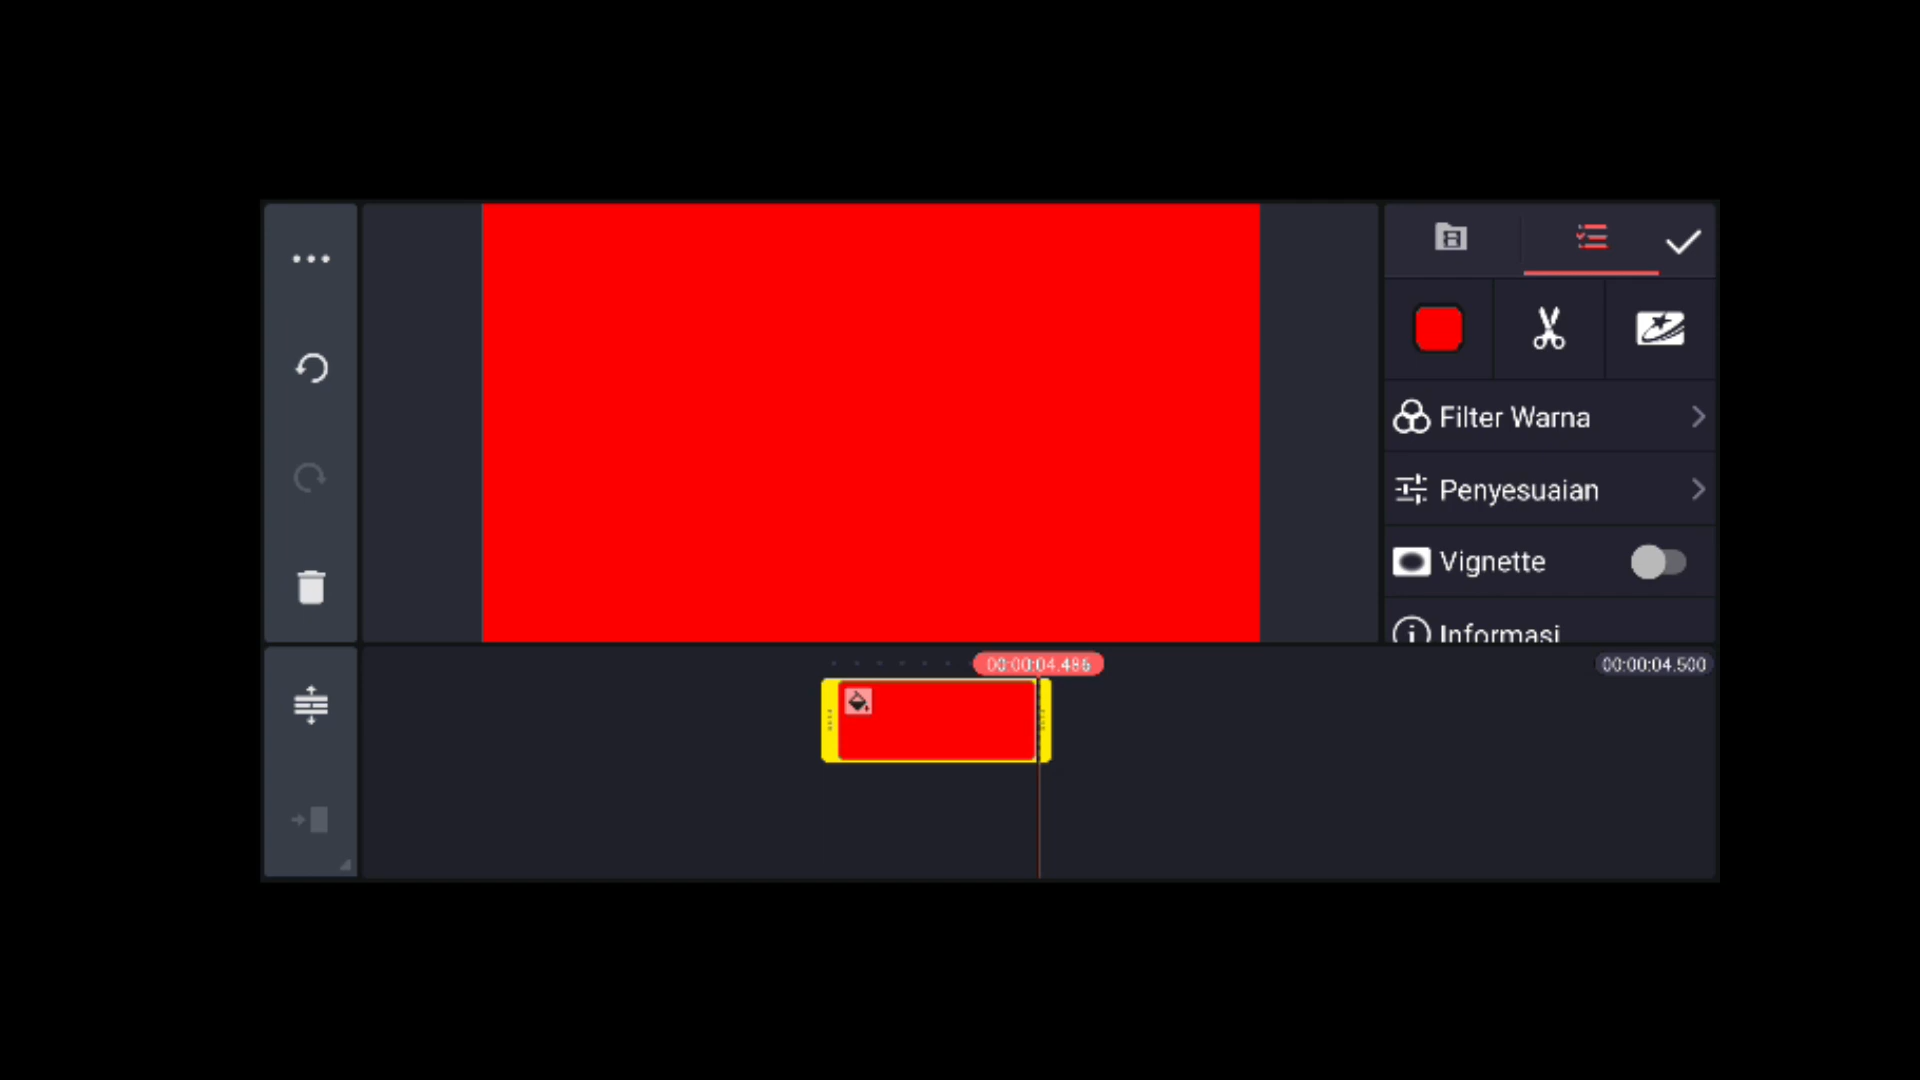 Filter Warna
Penyesuaian
Vignette
Informasi
00:00:04.486
00:00:04.500